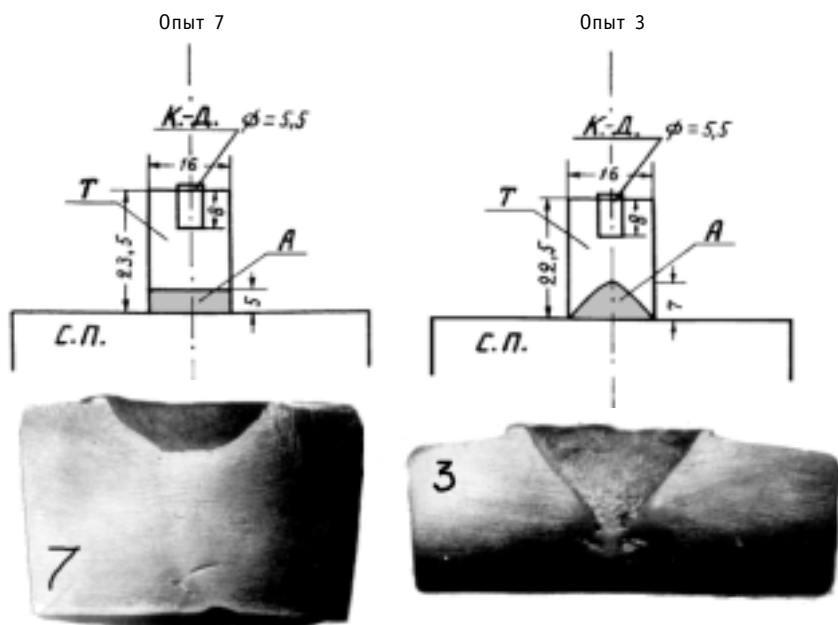 Опыт 7
К.-Д. ϕ=5,5
16
Т
8
23,5
А
5
С.П.
7
Опыт 3
К.-Д. ϕ=5,5
16
Т
8
22,5
А
7
С.П.
3